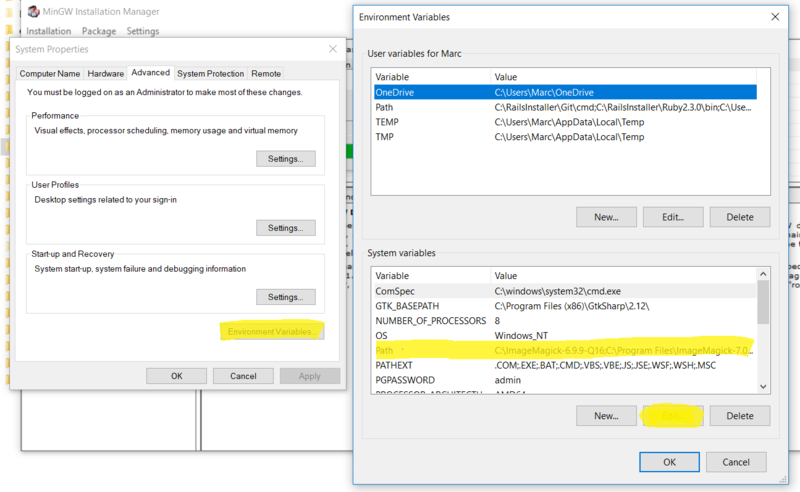 MinGW Installation Manager
Installation Package Settings
System Properties
Computer Name Hardware Advanced System Protection Remote
You must be logged on as an Administrator to make most of these changes.
Performance
Visual effects, processor scheduling, memory usage and virtual memory
Settings...
User Profiles
Desktop settings related to your sign-in
Settings...
Start-up and Recovery
System start-up, system failure and debugging information
Settings...
Environment Variables...
OK Cancel Apply
Environment Variables
User variables for Marc
Variable Value
OneDrive C:\Users\Marc\OneDrive
Path C:\RailsInstaller\Git\cmd;C:\RailsInstaller\Ruby2.3.0\bin;C:\Use...
TEMP C:\Users\Marc\AppData\Local\Temp
TMP C:\Users\Marc\AppData\Local\Temp
New... Edit... Delete
System variables
Variable Value
ComSpec C:\windows\system32\cmd.exe
GTK_BASEPATH C:\Program Files (x86)\GtkSharp\2.12\
NUMBER_OF_PROCESSORS 8
OS Windows_NT
Path C:\ImageMagick-6.9.9-Q16;C:\Program Files\ImageMagick-7.0...
PATHEXT .COM;.EXE;.BAT;.CMD;.VBS;.VBE;.JS;.JSE;.WSF;.WSH;.MSC
PGPASSWORD admin
New... Edit... Delete
OK Cancel